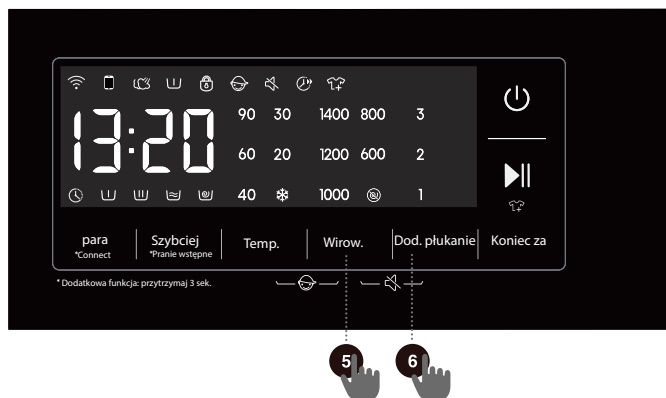 13:20
90 30 1400 800 3
60 20 1200 600 2
40 1000 1
para Szybciej Temp. Wirow. Dod. płukanie Koniec za
*Connect *Pranie wstępne
* Dodatkowa funkcja: przytrzymaj 3 sek.
5 6